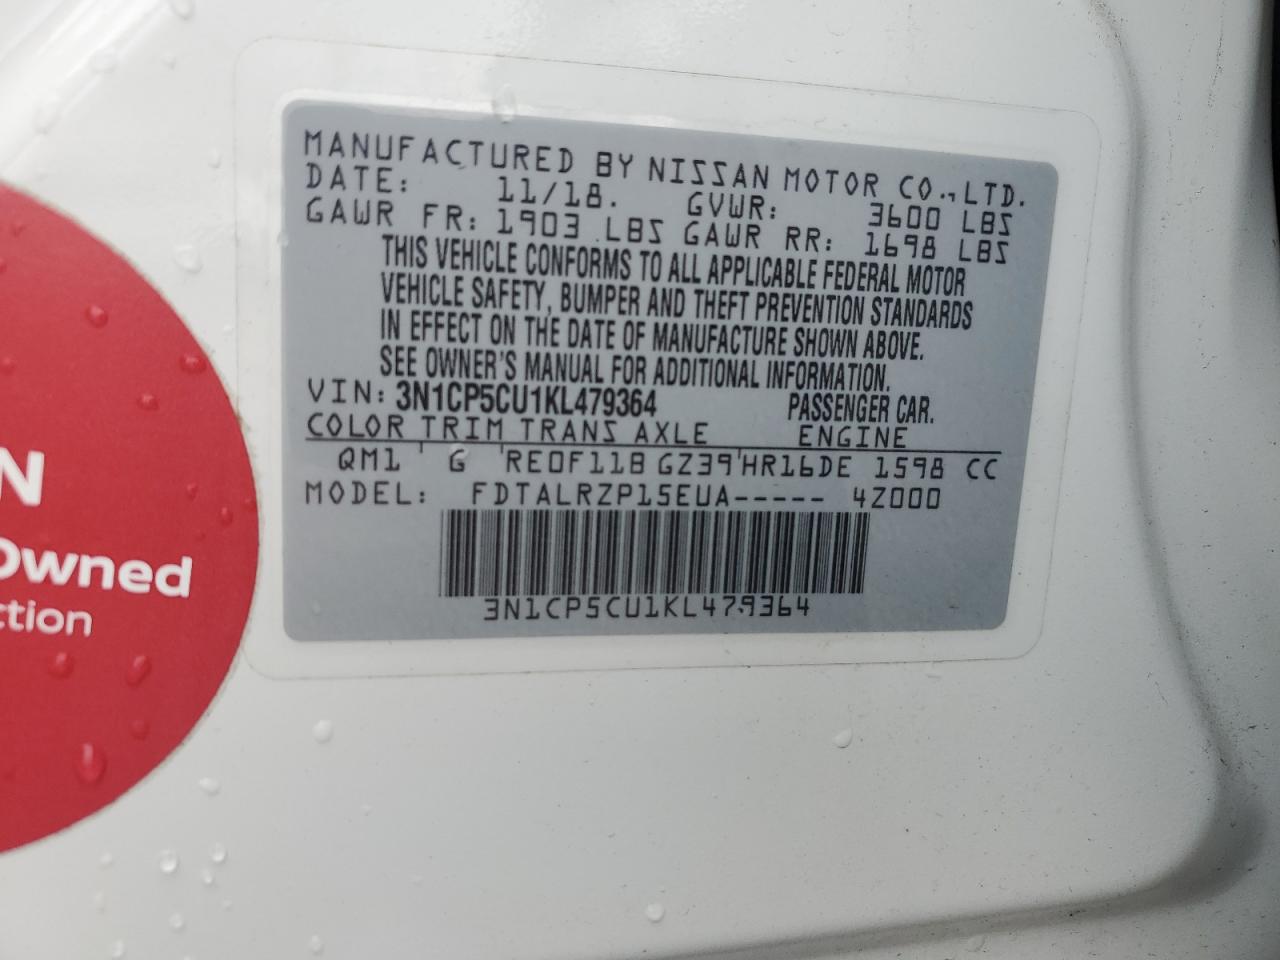 MANUFACTURED BY NISSAN MOTOR CO.,LTD.
DATE: 11/18. GVWR: 3600 LBS
GAWR FR: 1903 LBS GAWR RR: 1698 LBS
THIS VEHICLE CONFORMS TO ALL APPLICABLE FEDERAL MOTOR
VEHICLE SAFETY, BUMPER AND THEFT PREVENTION STANDARDS
IN EFFECT ON THE DATE OF MANUFACTURE SHOWN ABOVE.
SEE OWNER'S MANUAL FOR ADDITIONAL INFORMATION.
VIN: 3N1CP5CU1KL479364 PASSENGER CAR.
COLOR TRIM TRANS AXLE ENGINE
QM1 ' G 'RE0F11B GZ39'HR16DE 1598 CC
MODEL: FDTALRZP15EUA----- 4Z000
3N1CP5CU1KL479364
N
Owned
ction